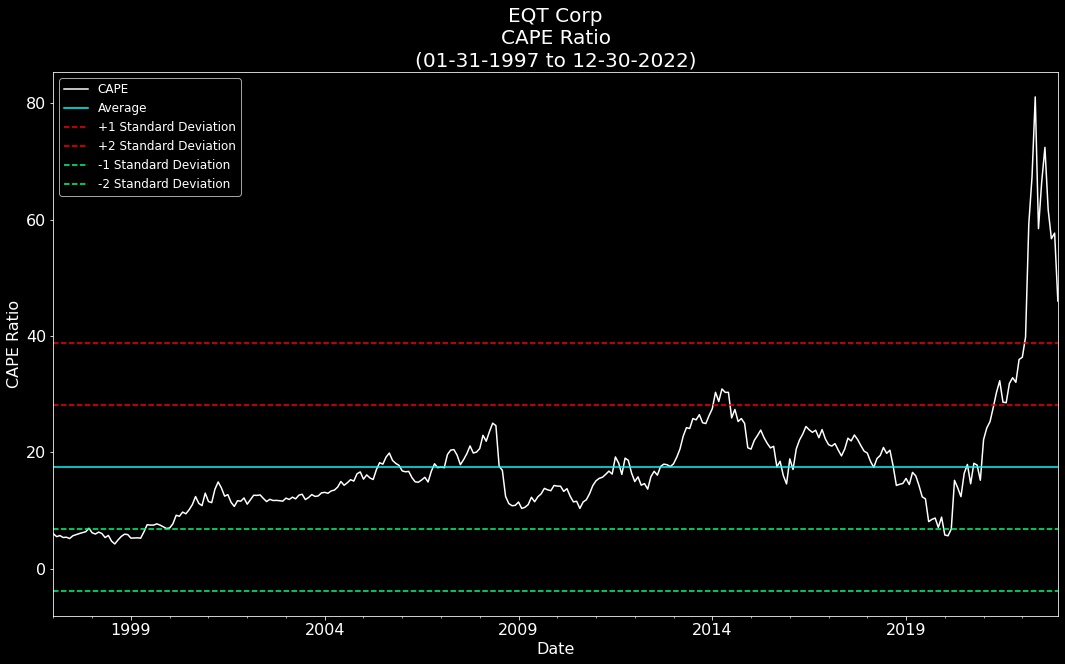 EQT Corp
CAPE Ratio
(01-31-1997 to 12-30-2022)
CAPE
Average
+1 Standard Deviation
+2 Standard Deviation
-1 Standard Deviation
-2 Standard Deviation
CAPE Ratio
80
60
40
20
0
1999 2004 2009 2014 2019
Date